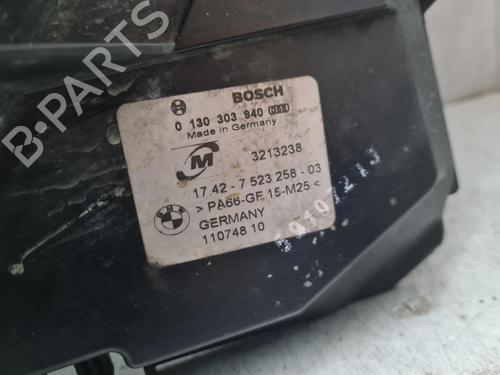 BOSCH
0 130 303 940 088
Made in Germany
M 3213238
17.42 - 7 523 258 - 03
> PA66-GF 15-M25 <
GERMANY
110748 10
B-PARTS